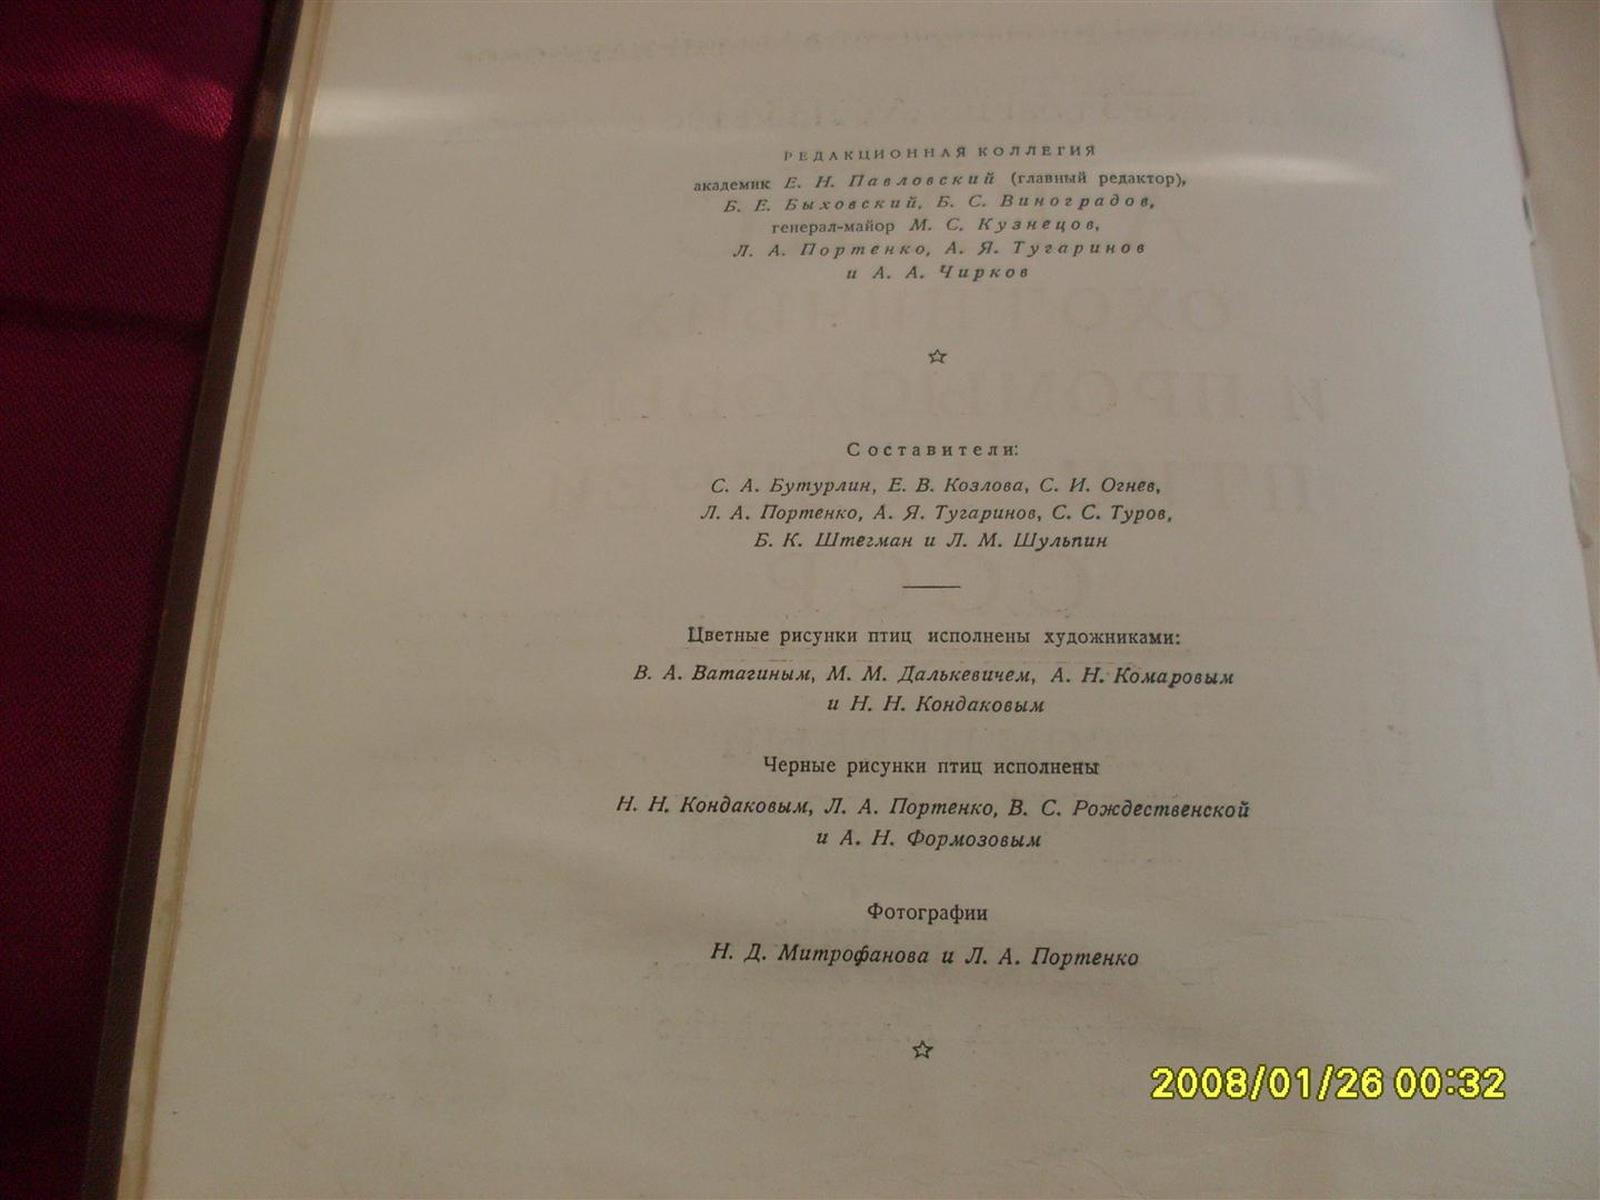 РЕДАКЦИОННАЯ КОЛЛЕГИЯ
академик Е. Н. Павловский (главный редактор),
Б. Е. Быховский, Б. С. Виноградов,
генерал-майор М. С. Кузнецов,
Л. А. Портенко, А. Я. Тугаринов
и А. А. Чирков
☆
Составители:
С. А. Бутурлин, Е. В. Козлова, С. И. Огнев,
Л. А. Портенко, А. Я. Тугаринов, С. С. Туров,
Б. К. Штегман и Л. М. Шульпин
Цветные рисунки птиц исполнены художниками:
В. А. Ватагиным, М. М. Далькевичем, А. Н. Комаровым
и Н. Н. Кондаковым
Черные рисунки птиц исполнены
Н. Н. Кондаковым, Л. А. Портенко, В. С. Рождественской
и А. Н. Формозовым
Фотографии
Н. Д. Митрофанова и Л. А. Портенко
☆
2008/01/26 00:32